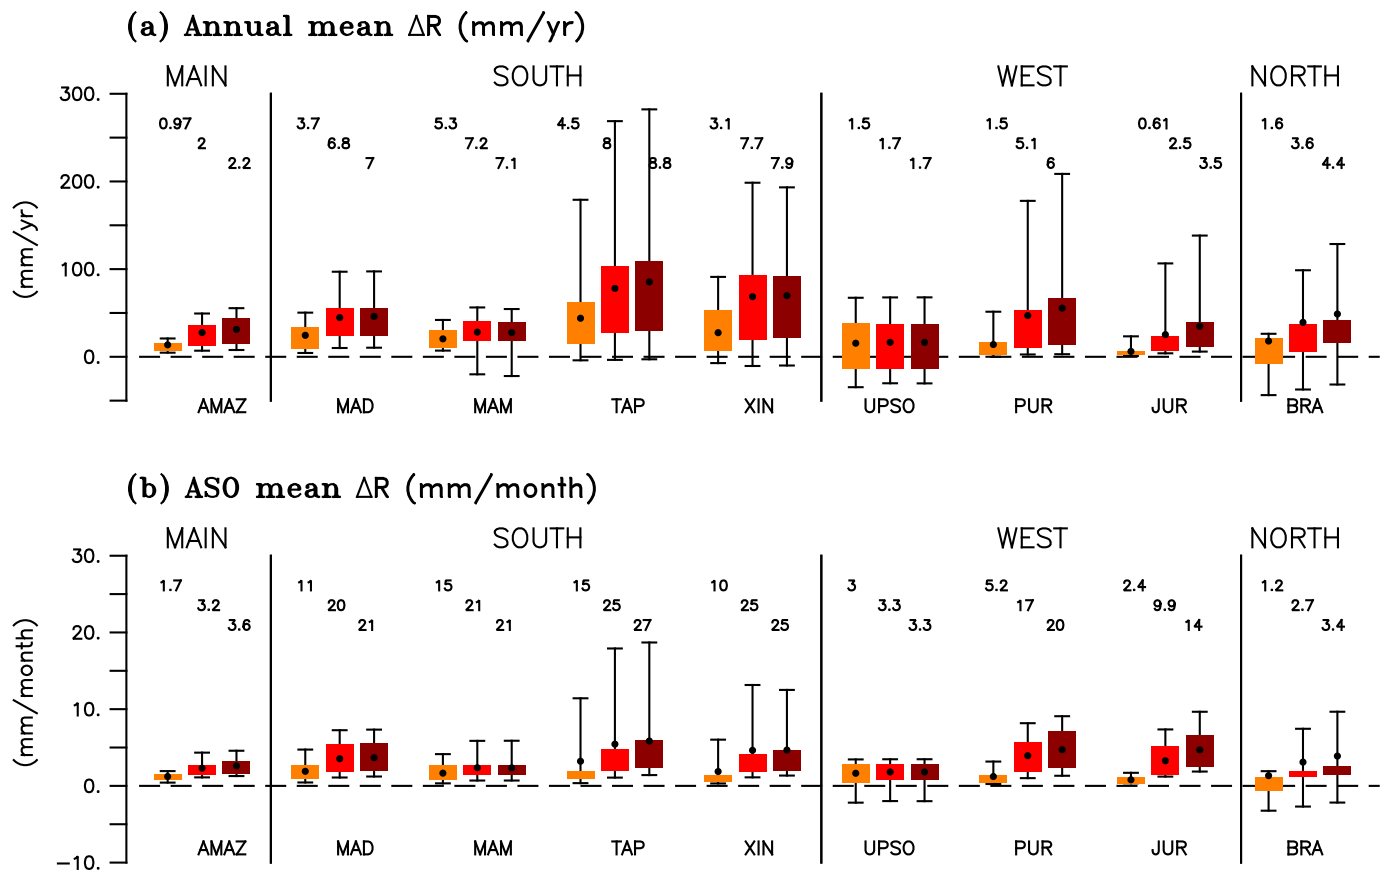 (a) Annual mean ΔR (mm/yr)
MAIN SOUTH WEST NORTH
300.
0.97 3.7 5.3 4.5 3.1 1.5 1.5 0.61 1.6
2 6.8 7.2 8 7.7 1.7 5.1 2.5 3.6
2.2 7 7.1 8.8 7.9 1.7 6 3.5 4.4
200.
(mm/yr)
100.
0.
AMAZ MAD MAM TAP XIN UPSO PUR JUR BRA
(b) ASO mean ΔR (mm/month)
MAIN SOUTH WEST NORTH
30.
1.7 11 15 15 10 3 5.2 2.4 1.2
3.2 20 21 25 25 3.3 17 9.9 2.7
3.6 21 21 27 25 3.3 20 14 3.4
20.
(mm/month)
10.
0.
AMAZ MAD MAM TAP XIN UPSO PUR JUR BRA
−10.